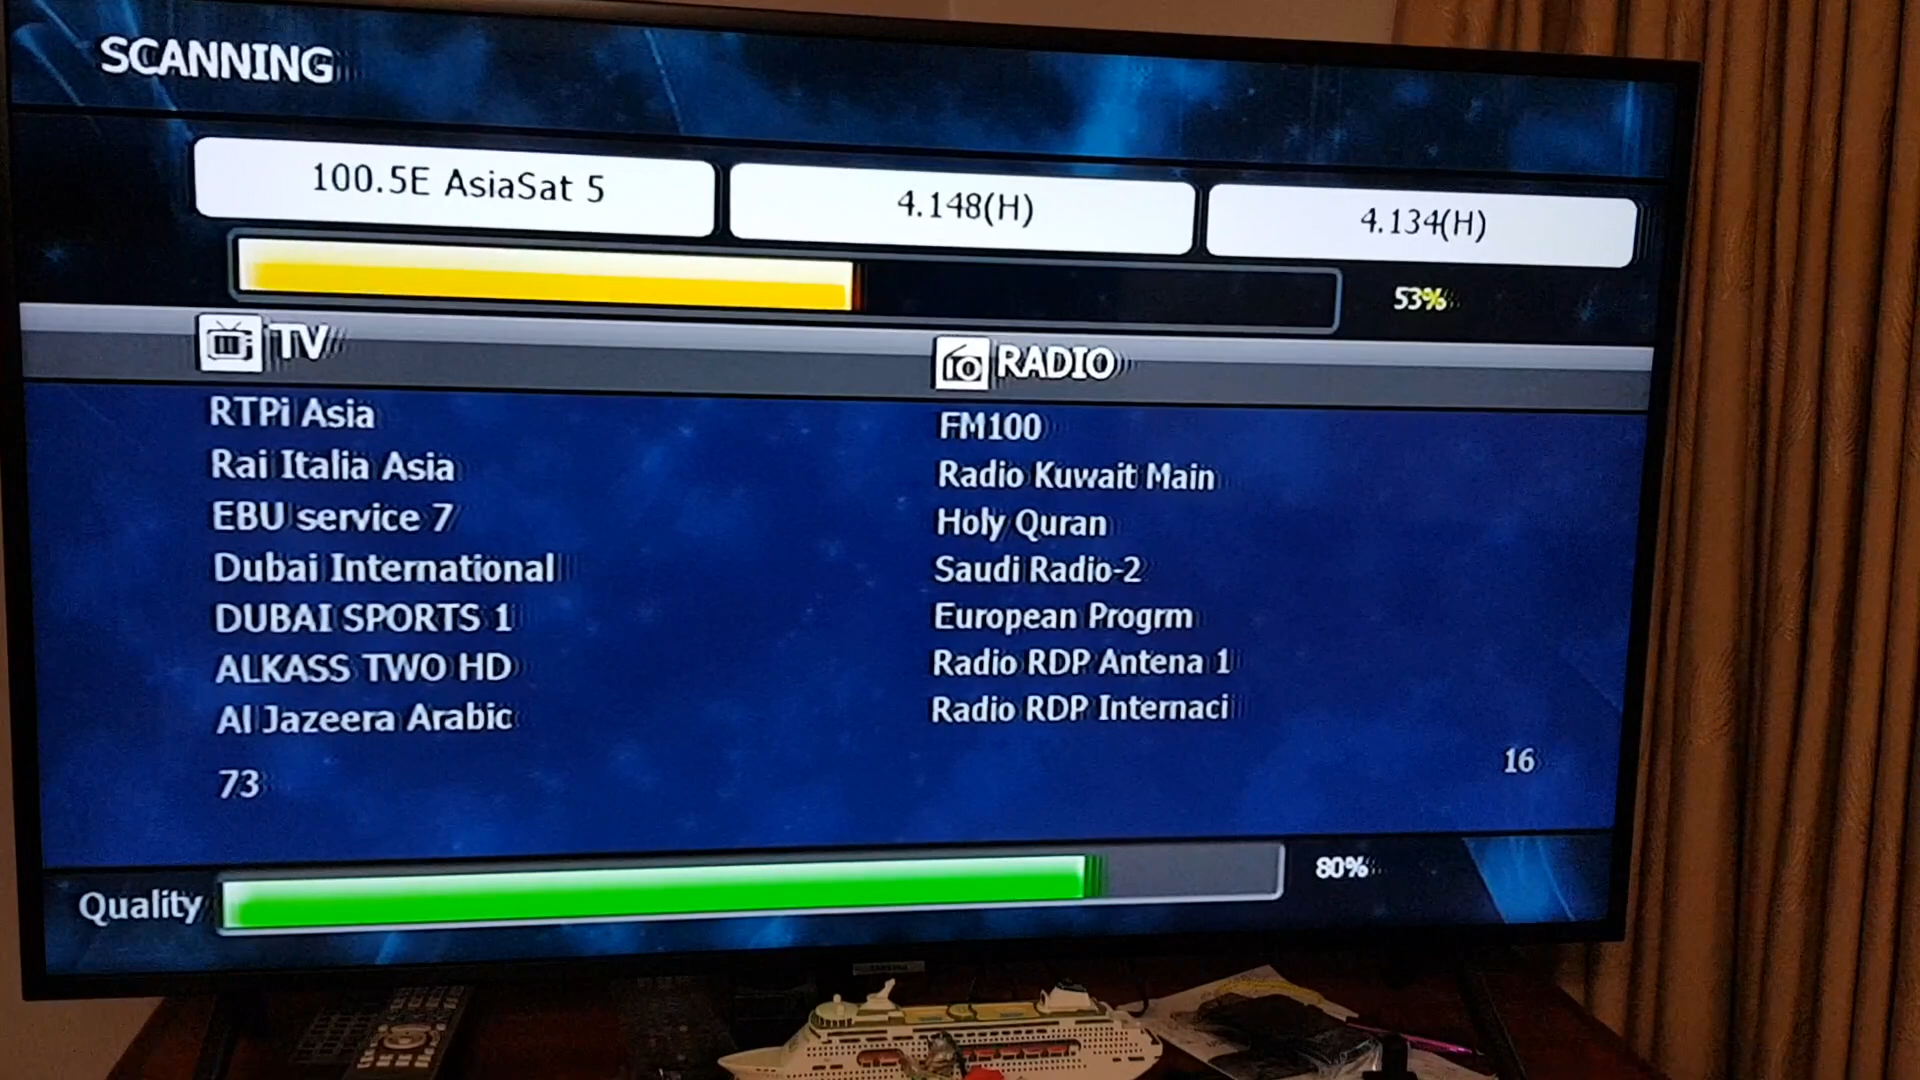 SCANNING
100.5E AsiaSat 5
4.148(H)
4.134(H)
53%
TV
RADIO
RTPi Asia
FM100
Rai Italia Asia
Radio Kuwait Main
EBU service 7
Holy Quran
Dubai International
Saudi Radio-2
DUBAI SPORTS 1
European Progrm
ALKASS TWO HD
Radio RDP Antena 1
Al Jazeera Arabic
Radio RDP Internaci
73
16
Quality
80%